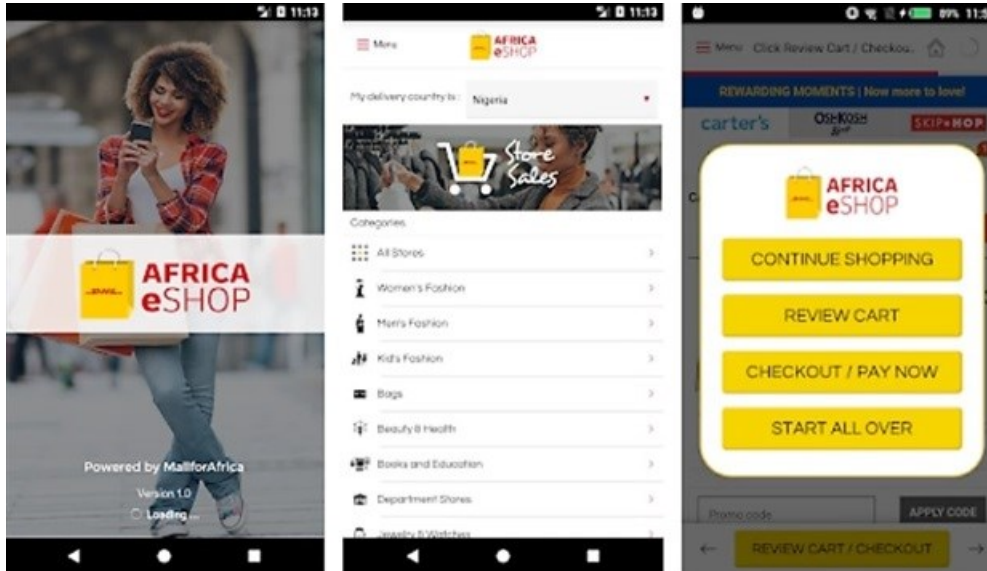 11:13
AFRICA
eSHOP
Powered by MallforAfrica
Version 1.0
Loading ...
11:13
Menu
AFRICA
eSHOP
My delivery country is :
Nigeria
Store
Sales
Categories
All Stores
Women's Fashion
Men's Fashion
Kid's Fashion
Bags
Beauty & Health
Books and Education
Department Stores
Jewelry & Watches
89% 11:5
Menu Click Review Cart / Checkou..
REWARDING MOMENTS | Now more to love!
carter's
OSHKOSH
SKIP*HOP
AFRICA
eSHOP
CONTINUE SHOPPING
REVIEW CART
CHECKOUT / PAY NOW
START ALL OVER
Promo code
APPLY CODE
REVIEW CART / CHECKOUT